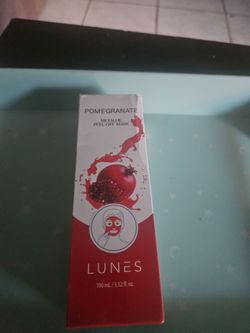 POMEGRANATE
METALLIC
PEEL OFF MASK
LUNES
100 mL / 3.52 fl. oz.